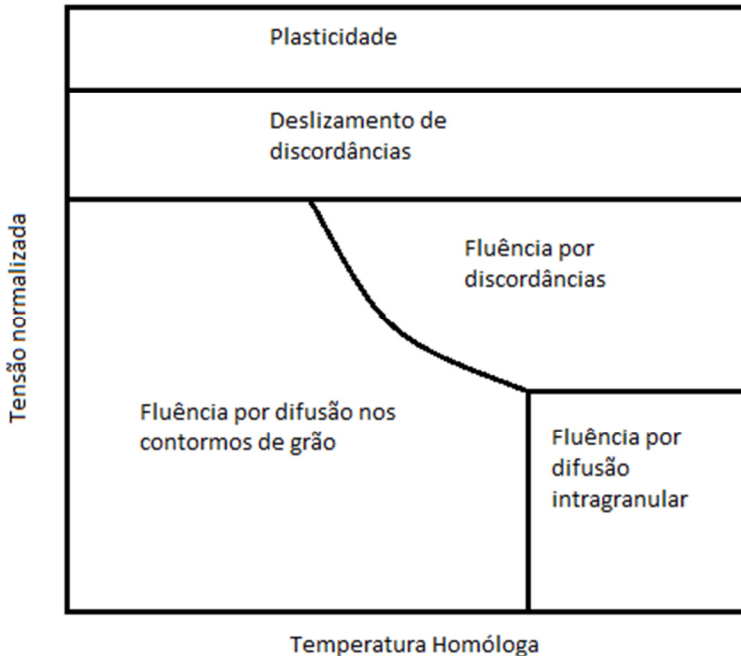 Plasticidade
Deslizamento de
discordâncias
Fluência por
discordâncias
Tensão normalizada
Fluência por difusão nos
contormos de grão
Fluência por
difusão
intragranular
Temperatura Homóloga